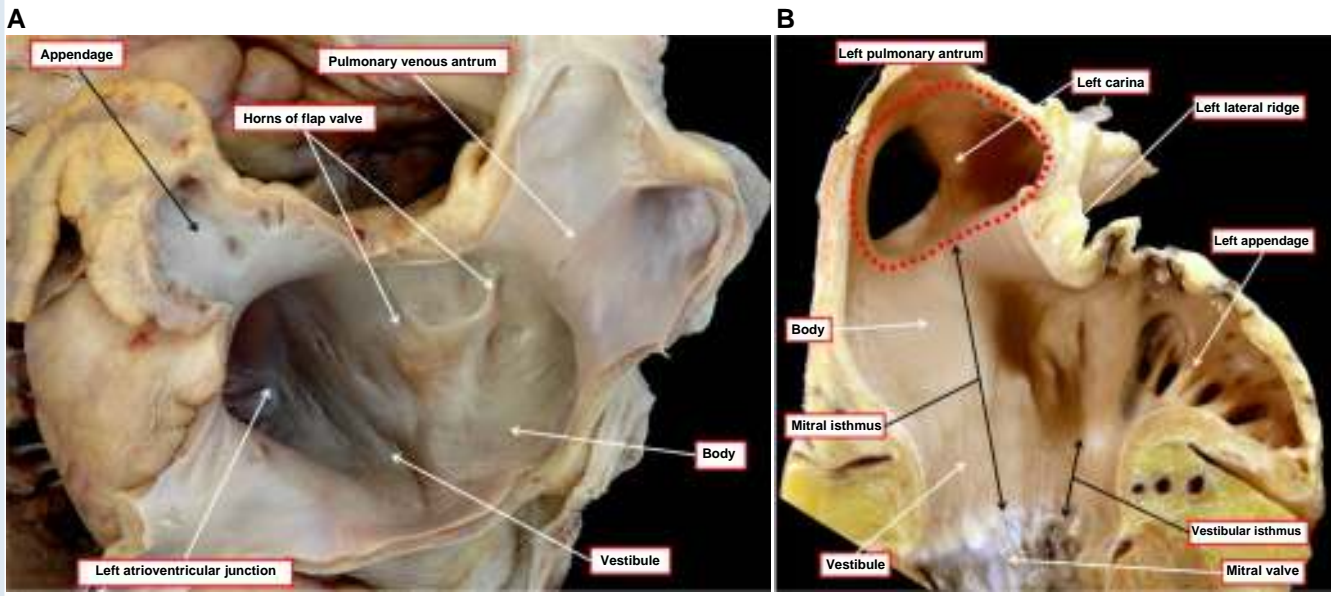 A
Appendage
Pulmonary venous antrum
Horns of flap valve
Body
Vestibule
Left atrioventricular junction
B
Left pulmonary antrum
Left carina
Left lateral ridge
Left appendage
Body
Mitral isthmus
Vestibular isthmus
Vestibule
Mitral valve